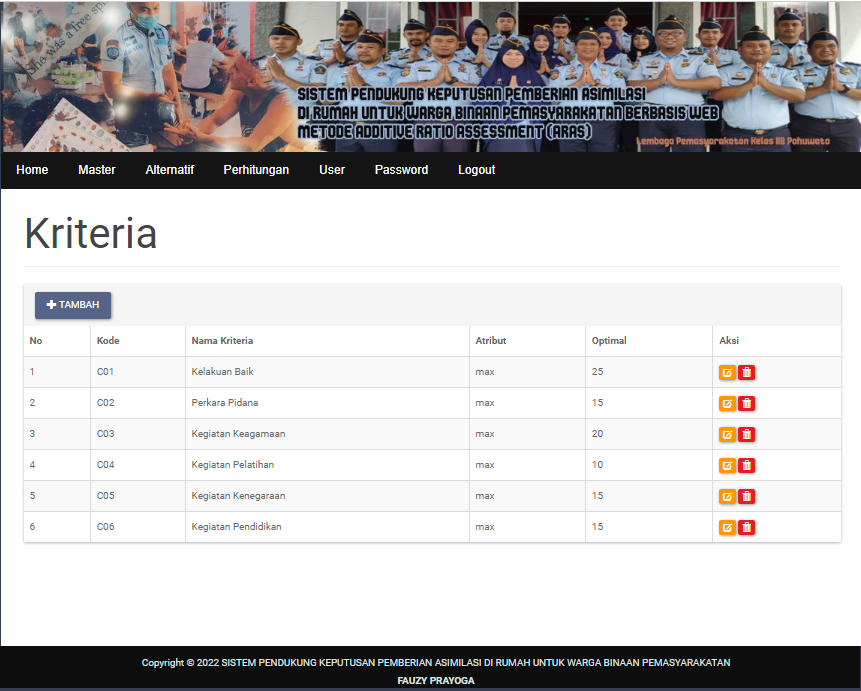 She was a free spi
SISTEM PENDUKUNG KEPUTUSAN PEMBERIAN ASIMILASI
DI RUMAH UNTUK WARGA BINAAN PEMASYARAKATAN BERBASIS WEB
METODE ADDITIVE RATIO ASSESSMENT (ARAS)
Lembaga Pemasyarakatan Kelas IIB Pohuwato
Home Master Alternatif Perhitungan User Password Logout
Kriteria
TAMBAH
No Kode Nama Kriteria Atribut Optimal Aksi
1 C01 Kelakuan Baik max 25
2 C02 Perkara Pidana max 15
3 C03 Kegiatan Keagamaan max 20
4 C04 Kegiatan Pelatihan max 10
5 C05 Kegiatan Kenegaraan max 15
6 C06 Kegiatan Pendidikan max 15
Copyright © 2022 SISTEM PENDUKUNG KEPUTUSAN PEMBERIAN ASIMILASI DI RUMAH UNTUK WARGA BINAAN PEMASYARAKATAN
FAUZY PRAYOGA